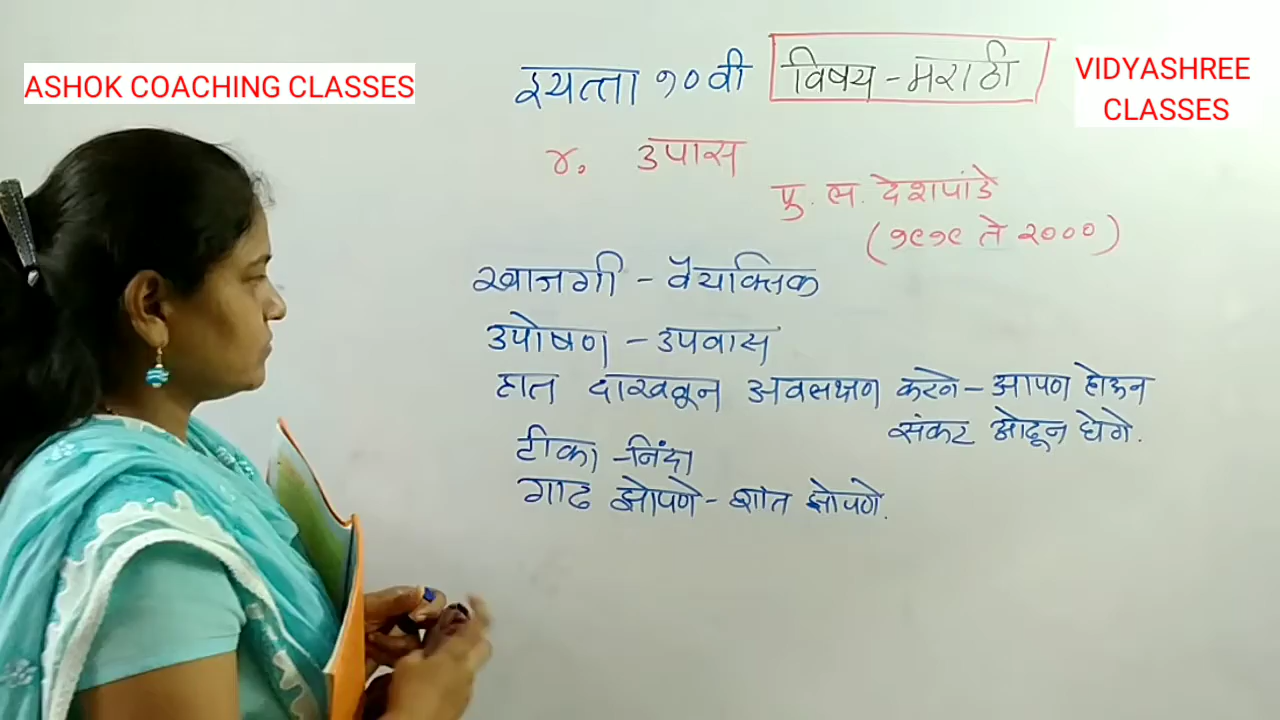 ASHOK COACHING CLASSES
इयत्ता १०वी विषय - मराठी
VIDYASHREE
CLASSES
४. उपास
पु. ल. देशपांडे
(१९१९ ते २०००)
खाजगी - वैयक्तिक
उपोषण - उपवास
हात दाखवून अवलक्षण करणे - आपण होऊन
संकट ओढून घेणे.
टीका - निंदा
गाढ झोपणे - शांत झोपणे.